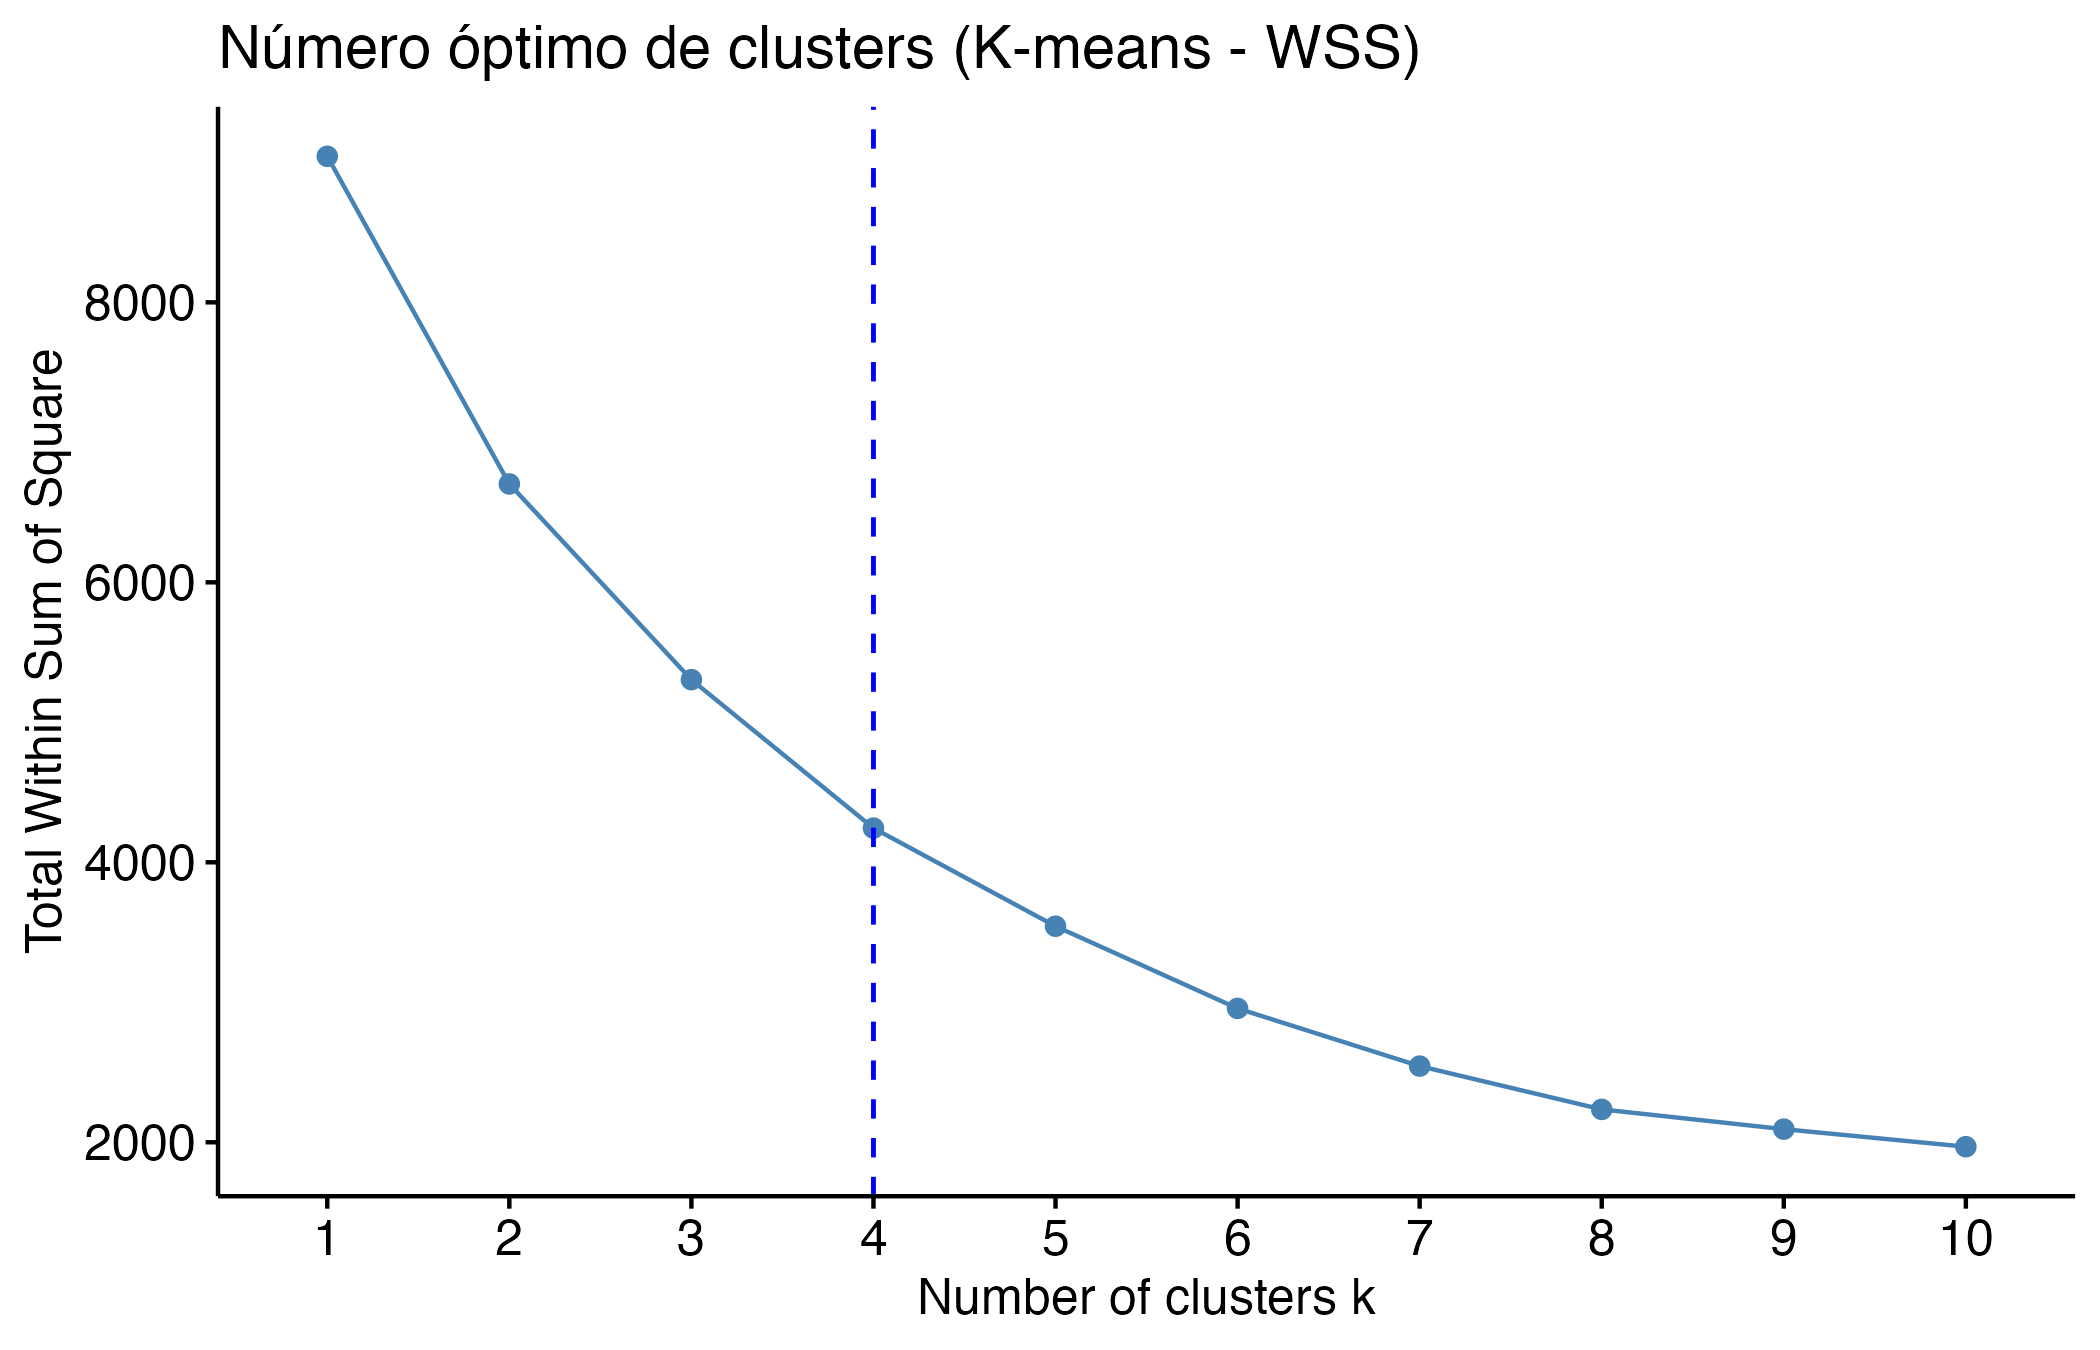 Número óptimo de clusters (K-means - WSS)
Total Within Sum of Square
8000
6000
4000
2000
1 2 3 4 5 6 7 8 9 10
Number of clusters k